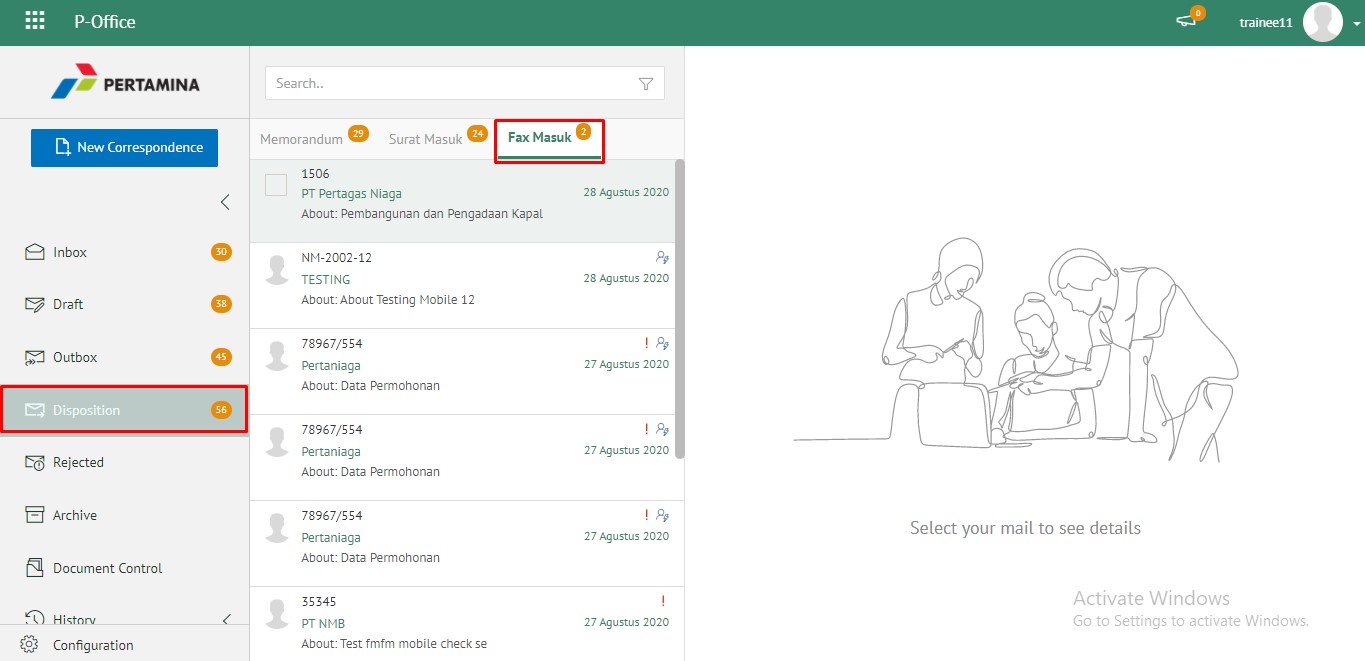 P-Office
0
trainee11
PERTAMINA
New Correspondence
Inbox 30
Draft 38
Outbox 45
Disposition 56
Rejected
Archive
Document Control
History
Configuration
Search..
Memorandum 29 Surat Masuk 24 Fax Masuk 2
1506
PT Pertagas Niaga 28 Agustus 2020
About: Pembangunan dan Pengadaan Kapal
NM-2002-12
TESTING 28 Agustus 2020
About: About Testing Mobile 12
78967/554 !
Pertaniaga 27 Agustus 2020
About: Data Permohonan
78967/554 !
Pertaniaga 27 Agustus 2020
About: Data Permohonan
78967/554 !
Pertaniaga 27 Agustus 2020
About: Data Permohonan
35345 !
PT NMB 27 Agustus 2020
About: Test fmfm mobile check se
Select your mail to see details
Activate Windows
Go to Settings to activate Windows.